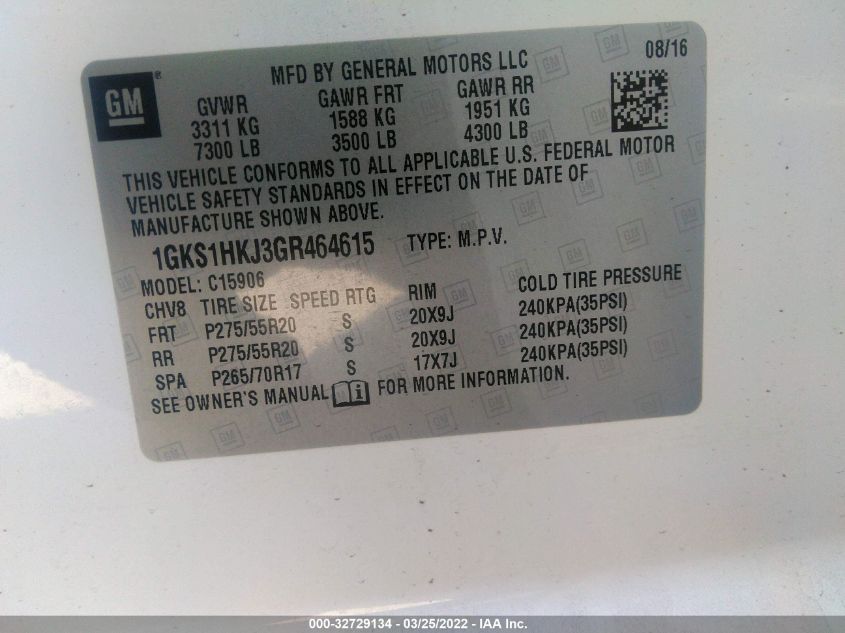 08/16
MFD BY GENERAL MOTORS LLC
GM®
GVWR GAWR FRT GAWR RR
3311 KG 1588 KG 1951 KG
7300 LB 3500 LB 4300 LB
THIS VEHICLE CONFORMS TO ALL APPLICABLE U.S. FEDERAL MOTOR
VEHICLE SAFETY STANDARDS IN EFFECT ON THE DATE OF
MANUFACTURE SHOWN ABOVE.
1GKS1HKJ3GR464615 TYPE: M.P.V.
MODEL: C15906
CHV8 TIRE SIZE SPEED RTG RIM COLD TIRE PRESSURE
FRT P275/55R20 S 20X9J 240KPA(35PSI)
RR P275/55R20 S 20X9J 240KPA(35PSI)
SPA P265/70R17 S 17X7J 240KPA(35PSI)
SEE OWNER'S MANUAL FOR MORE INFORMATION.
000-32729134 - 03/25/2022 - IAA Inc.